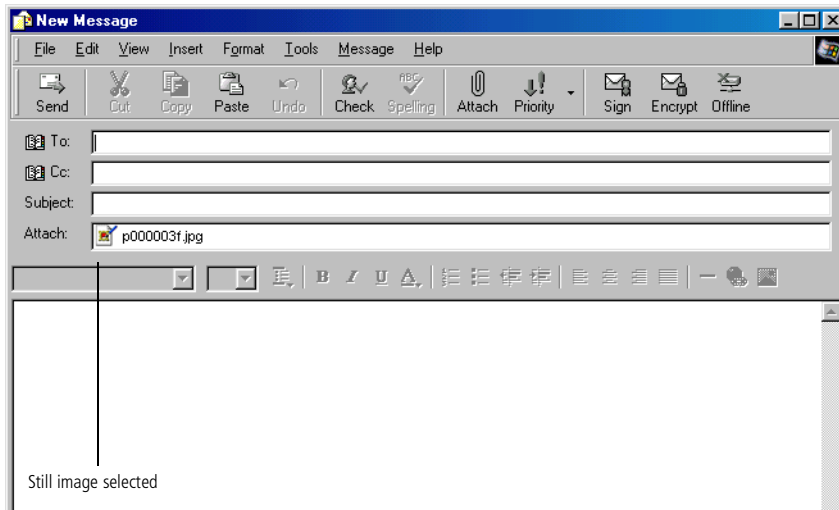 New Message
File Edit View Insert Format Tools Message Help
Send Cut Copy Paste Undo Check Spelling Attach Priority Sign Encrypt Offline
ABC
To:
Cc:
Subject:
Attach: p000003f.jpg
B I U A
Still image selected